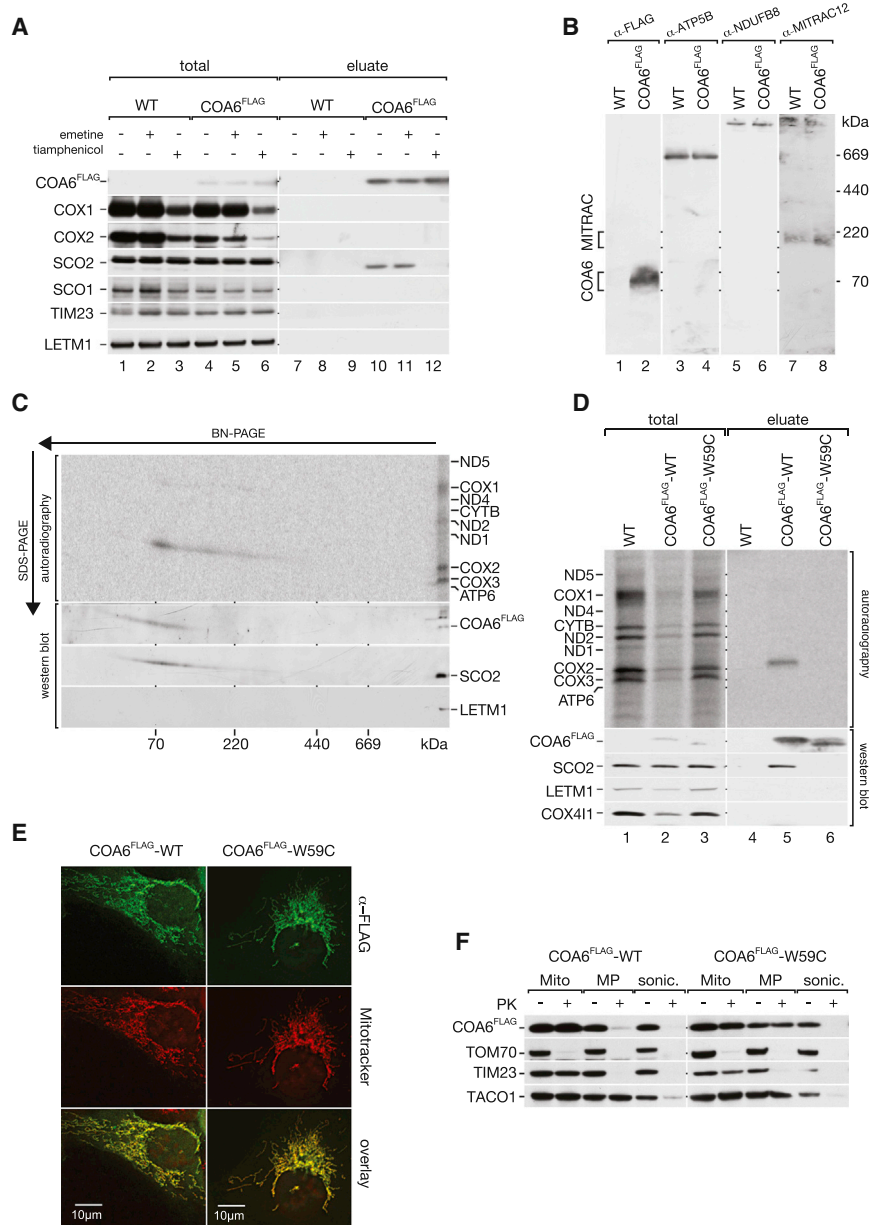 A
total eluate
WT COA6FLAG WT COA6FLAG
emetine - + - - + - - + - - + -
tiamphenicol - - + - - + - - + - - +
COA6FLAG
COX1
COX2
SCO2
SCO1
TIM23
LETM1
1 2 3 4 5 6 7 8 9 10 11 12
B
α-FLAG α-ATP5B α-NDUFB8 α-MITRAC12
WT COA6FLAG WT COA6FLAG WT COA6FLAG WT COA6FLAG
kDa
669
440
220
70
MITRAC
COA6
1 2 3 4 5 6 7 8
C
BN-PAGE
SDS-PAGE
autoradiography
western blot
ND5
COX1
ND4
CYTB
ND2
ND1
COX2
COX3
ATP6
COA6FLAG
SCO2
LETM1
70 220 440 669 kDa
D
total eluate
WT COA6FLAG-WT COA6FLAG-W59C WT COA6FLAG-WT COA6FLAG-W59C
ND5
COX1
ND4
CYTB
ND2
ND1
COX2
COX3
ATP6
autoradiography
COA6FLAG
SCO2
LETM1
COX4I1
western blot
1 2 3 4 5 6
E
COA6FLAG-WT COA6FLAG-W59C
α-FLAG
Mitotracker
overlay
10μm 10μm
F
COA6FLAG-WT COA6FLAG-W59C
Mito MP sonic. Mito MP sonic.
PK - + - + - + - + - + - +
COA6FLAG
TOM70
TIM23
TACO1